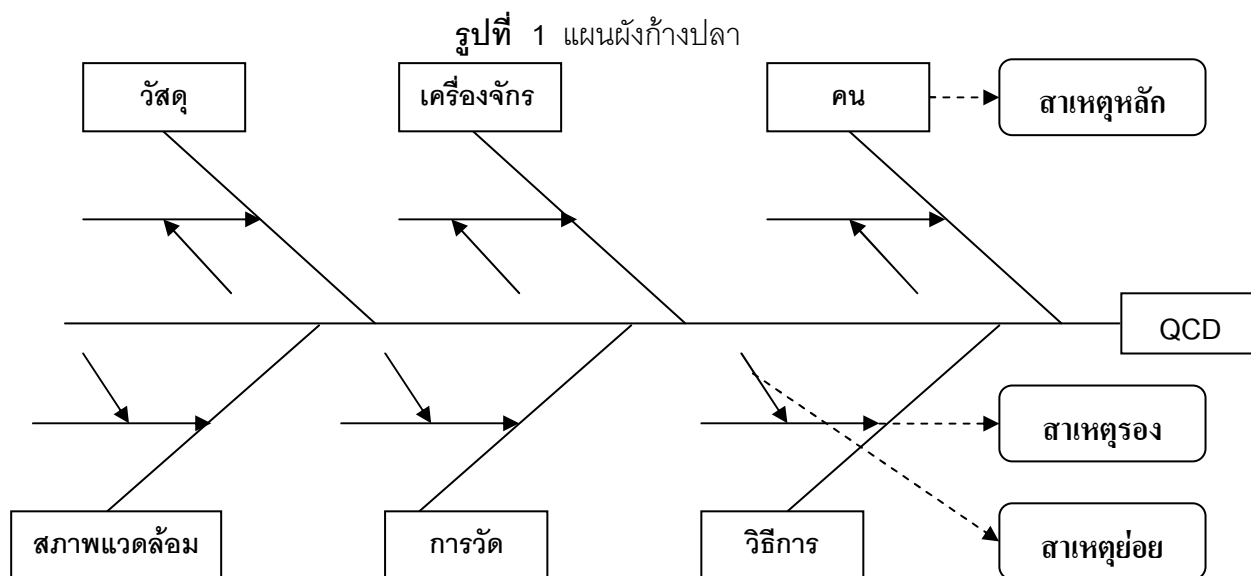 รูปที่ 1 แผนผังก้างปลา
วัสดุ
เครื่องจักร
คน
สาเหตุหลัก
QCD
สาเหตุรอง
สภาพแวดล้อม
การวัด
วิธีการ
สาเหตุย่อย